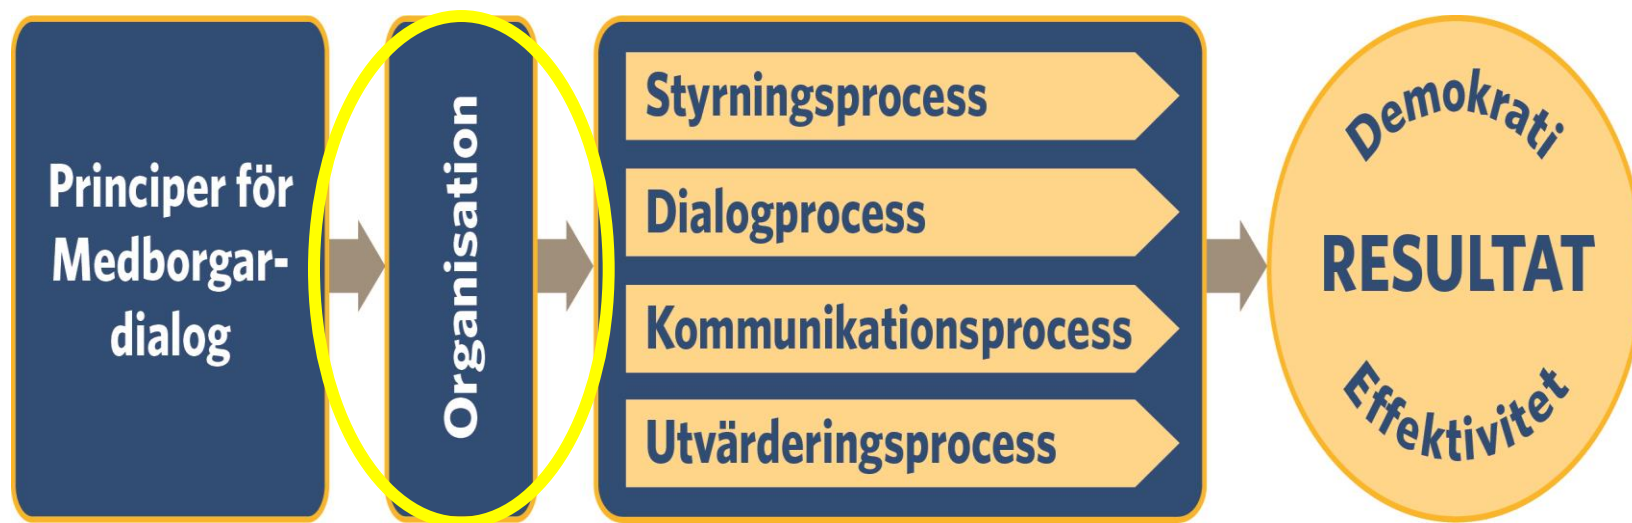 Principer för
Medborgar-
dialog
Organisation
Styrningsprocess
Dialogprocess
Kommunikationsprocess
Utvärderingsprocess
Demokrati
RESULTAT
Effektivitet